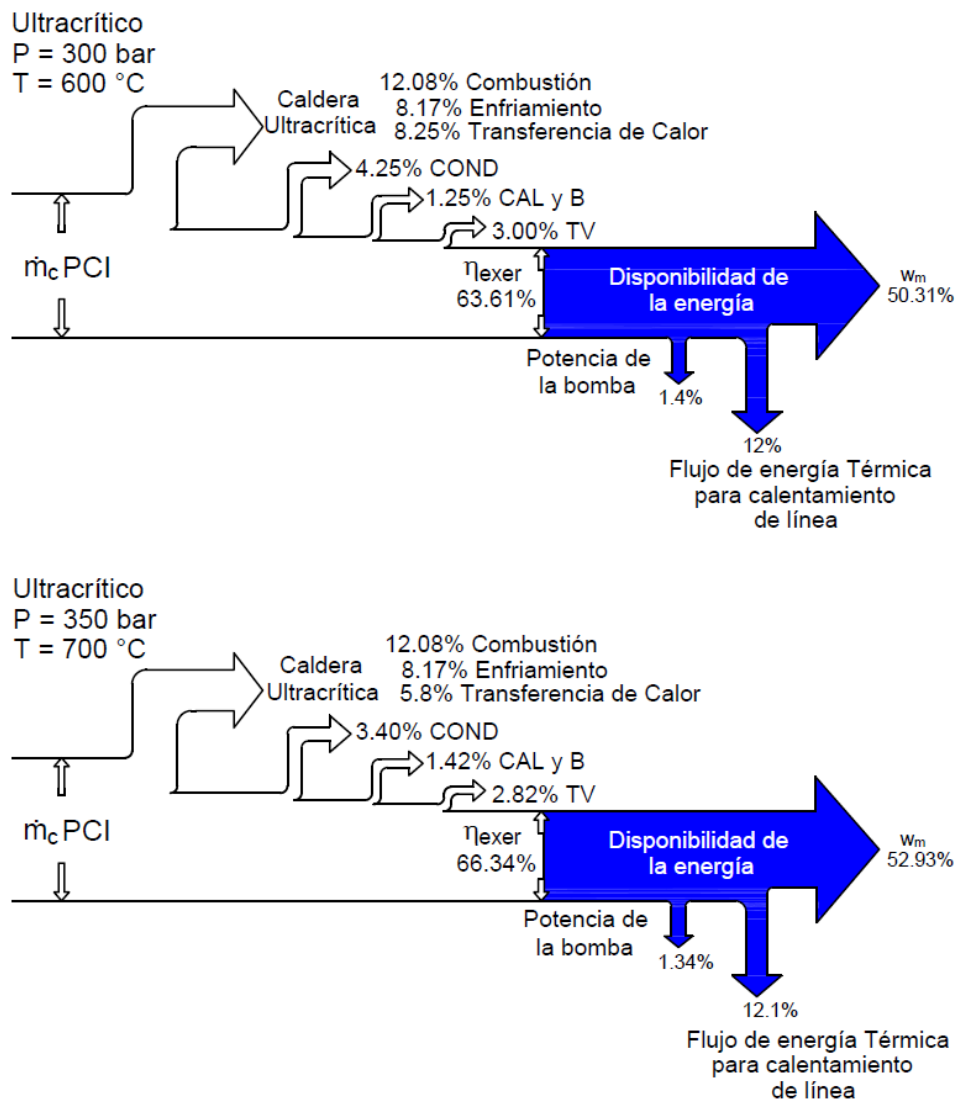 Ultracrítico
P = 300 bar
T = 600 °C
Caldera
Ultracrítica
12.08% Combustión
8.17% Enfriamiento
8.25% Transferencia de Calor
4.25% COND
1.25% CAL y B
3.00% TV
ṁc PCI
ηexer
63.61%
Disponibilidad de
la energía
wm
50.31%
Potencia de
la bomba
1.4%
12%
Flujo de energía Térmica
para calentamiento
de línea
Ultracrítico
P = 350 bar
T = 700 °C
Caldera
Ultracrítica
12.08% Combustión
8.17% Enfriamiento
5.8% Transferencia de Calor
3.40% COND
1.42% CAL y B
2.82% TV
ṁc PCI
ηexer
66.34%
Disponibilidad de
la energía
wm
52.93%
Potencia de
la bomba
1.34%
12.1%
Flujo de energía Térmica
para calentamiento
de línea